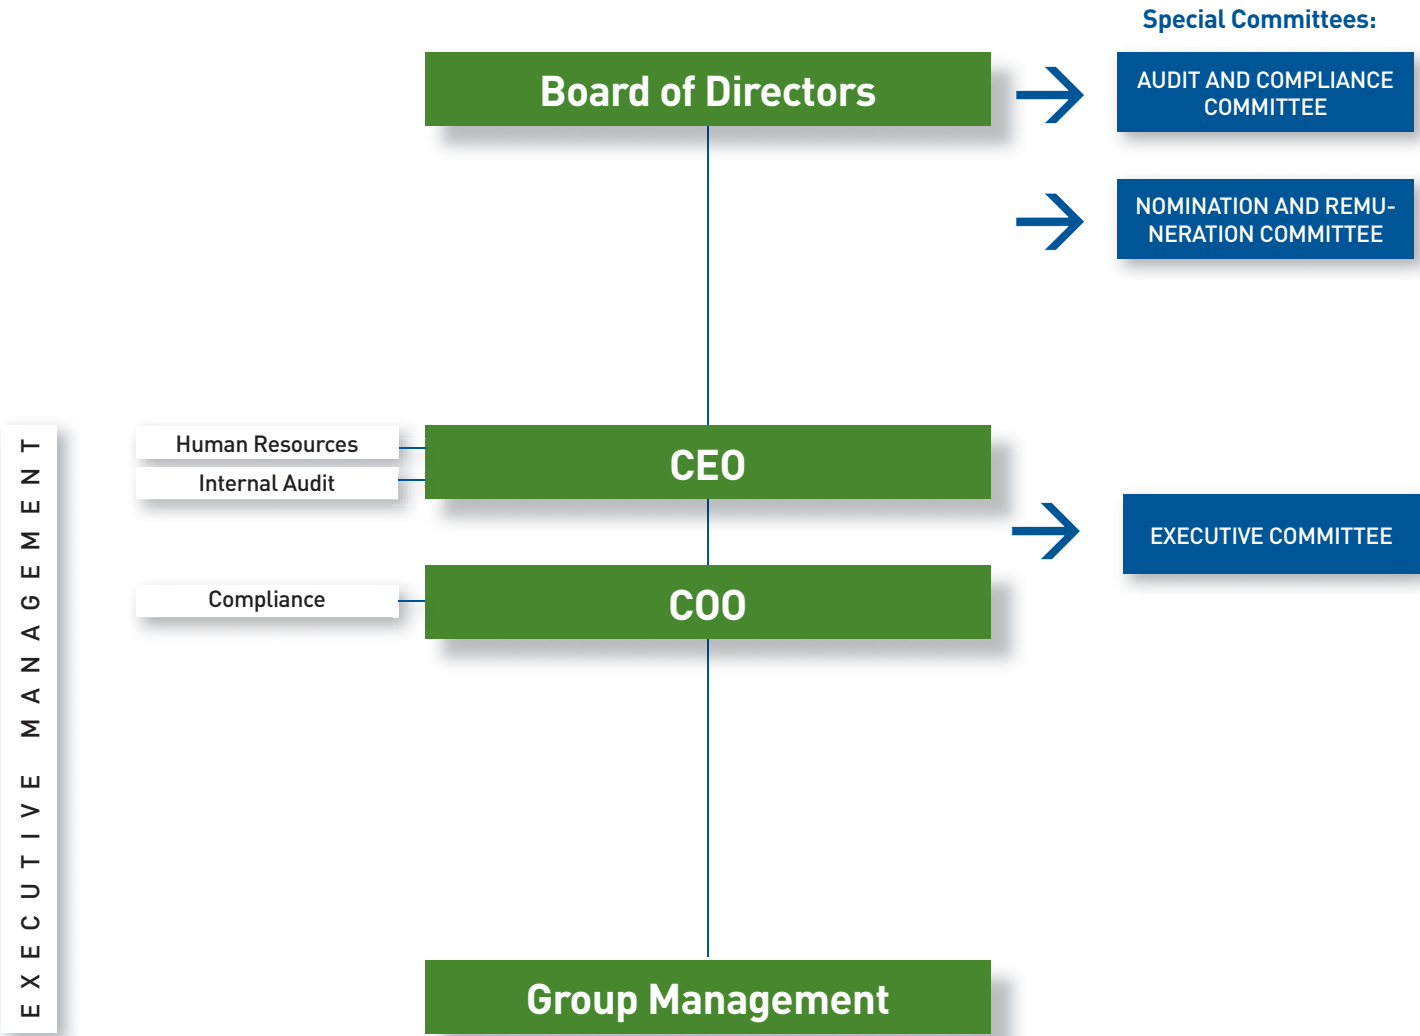 Special Committees:
Board of Directors
AUDIT AND COMPLIANCE
COMMITTEE
NOMINATION AND REMU-
NERATION COMMITTEE
EXECUTIVE MANAGEMENT
Human Resources
Internal Audit
CEO
EXECUTIVE COMMITTEE
Compliance
COO
Group Management